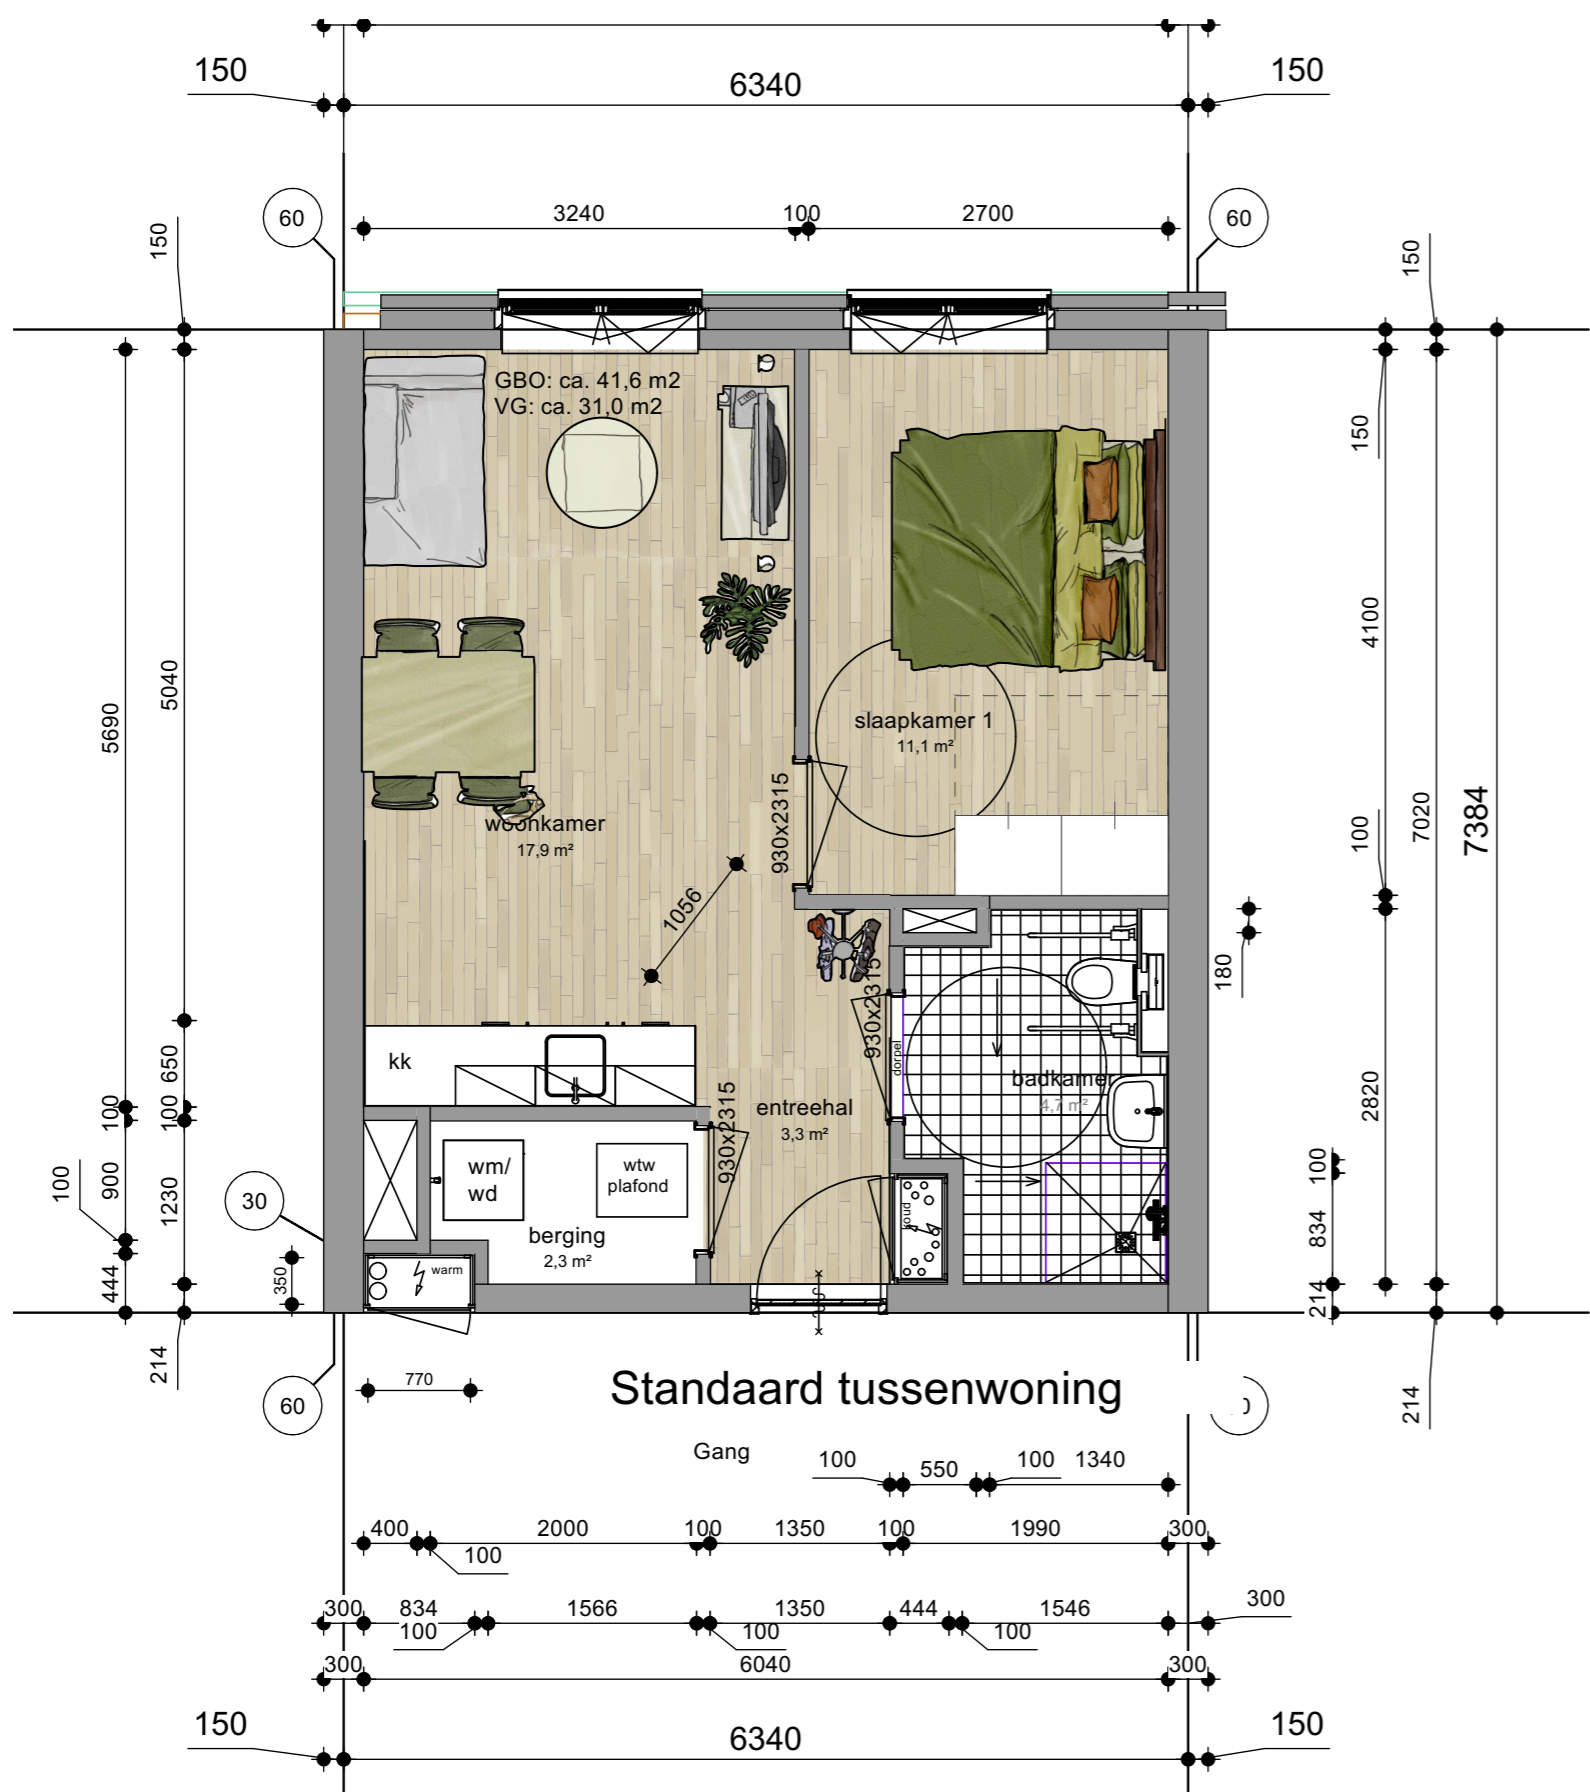 150
6340
150
60
3240
100
2700
60
150
150
GBO: ca. 41,6 m2
VG: ca. 31,0 m2
5690
5040
150
4100
7020
7384
slaapkamer 1
11,1 m²
930x2315
woonkamer
17,9 m²
1056
100
180
930x2315
dorpel
kk
650
100
100
badkamer
4,7 m²
2820
entreehal
3,3 m²
930x2315
wm/
wd
wtw
plafond
berging
2,3 m²
100
900
1230
30
444
350
warm
koud
100
834
214
214
60
770
Standaard tussenwoning
214
Gang
100
550
100
1340
400
2000
100
1350
100
1990
300
100
300
834
1566
1350
444
1546
300
100
100
100
300
6040
300
150
6340
150